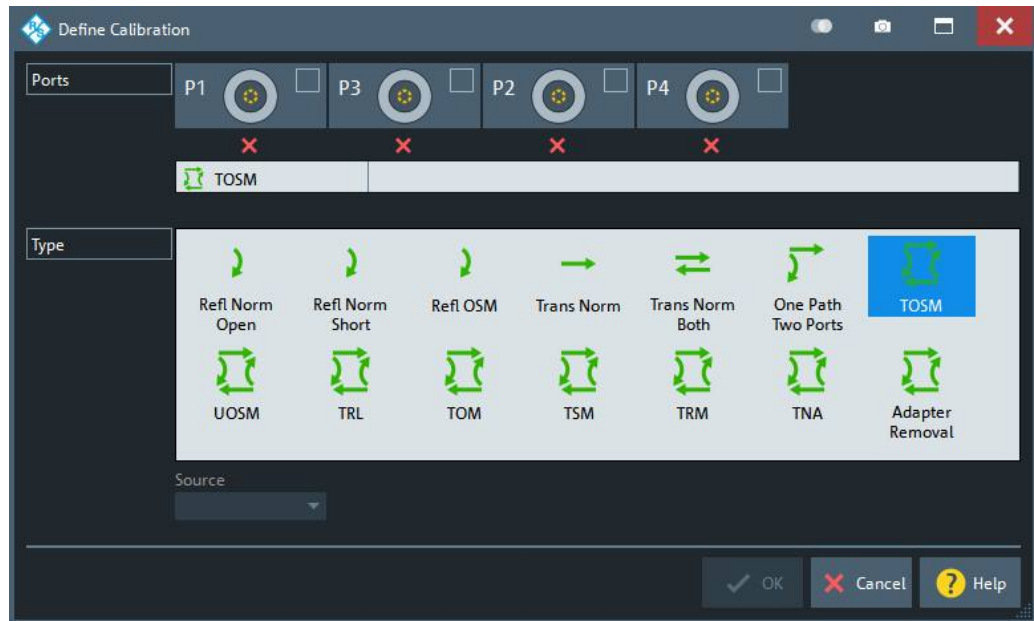 Define Calibration
Ports
P1
P3
P2
P4
TOSM
Type
Refl Norm
Open
Refl Norm
Short
Refl OSM
Trans Norm
Trans Norm
Both
One Path
Two Ports
TOSM
UOSM
TRL
TOM
TSM
TRM
TNA
Adapter
Removal
Source
OK
Cancel
? Help